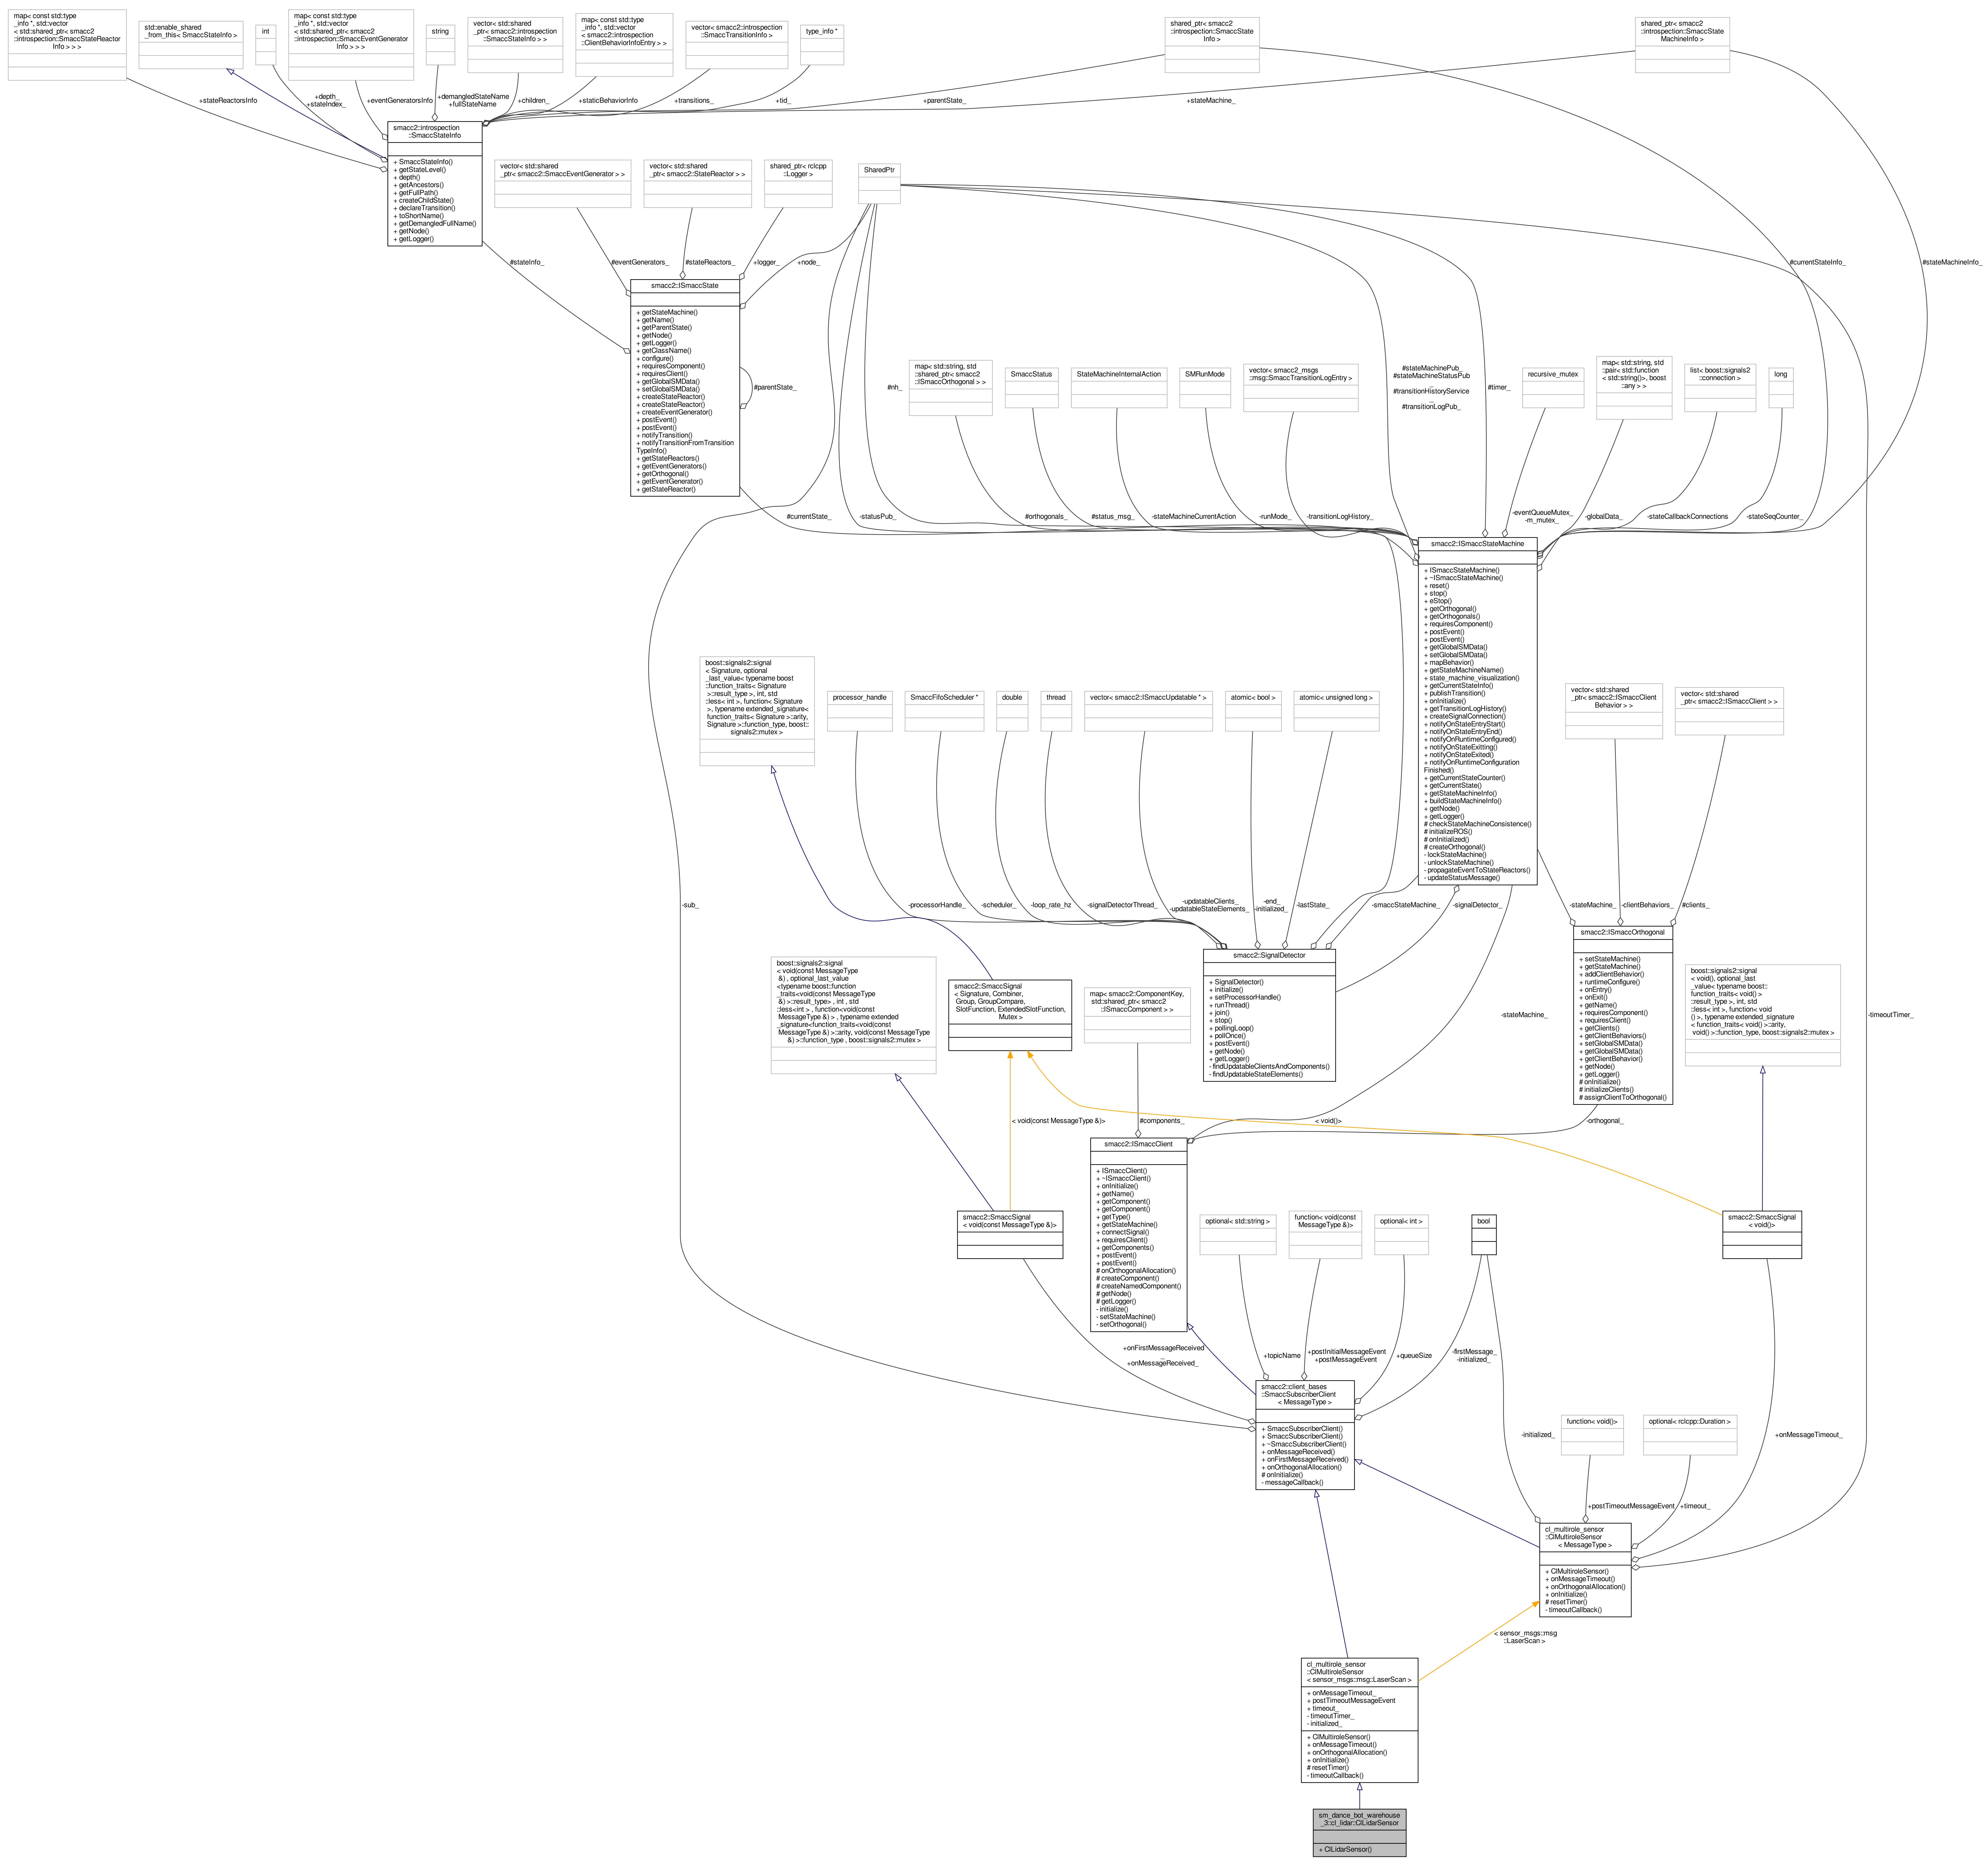 map< const std::type
_info *, std::vector
< std::shared_ptr< smacc2
::introspection::SmaccStateReactor
Info > > >
std::enable_shared
_from_this< SmaccStateInfo >
int
map< const std::type
_info *, std::vector
< std::shared_ptr< smacc2
::introspection::SmaccEventGenerator
Info > > >
string
vector< std::shared
_ptr< smacc2::introspection
::SmaccStateInfo > >
map< const std::type
_info *, std::vector
< smacc2::introspection
::ClientBehaviorInfoEntry > >
vector< smacc2::introspection
::SmaccTransitionInfo >
type_info *
shared_ptr< smacc2
::introspection::SmaccState
Info >
shared_ptr< smacc2
::introspection::SmaccState
MachineInfo >
+stateReactorsInfo
+depth_
+stateIndex_
+eventGeneratorsInfo
+demangledStateName
+fullStateName
+children_
+staticBehaviorInfo
+transitions_
+tid_
+parentState_
+stateMachine_
smacc2::introspection
::SmaccStateInfo
+ SmaccStateInfo()
+ getStateLevel()
+ depth()
+ getAncestors()
+ getFullPath()
+ createChildState()
+ declareTransition()
+ toShortName()
+ getDemangledFullName()
+ getNode()
+ getLogger()
vector< std::shared
_ptr< smacc2::SmaccEventGenerator > >
vector< std::shared
_ptr< smacc2::StateReactor > >
shared_ptr< rclcpp
::Logger >
SharedPtr
#stateInfo_
#eventGenerators_
#stateReactors_
+logger_
+node_
#currentStateInfo_
#stateMachineInfo_
smacc2::ISmaccState
+ getStateMachine()
+ getName()
+ getParentState()
+ getNode()
+ getLogger()
+ getClassName()
+ configure()
+ requiresComponent()
+ requiresClient()
+ getGlobalSMData()
+ setGlobalSMData()
+ createStateReactor()
+ createStateReactor()
+ createEventGenerator()
+ postEvent()
+ postEvent()
+ notifyTransition()
+ notifyTransitionFromTransition
TypeInfo()
+ getStateReactors()
+ getEventGenerators()
+ getOrthogonal()
+ getEventGenerator()
+ getStateReactor()
#parentState_
#nh_
map< std::string, std
::shared_ptr< smacc2
::ISmaccOrthogonal > >
SmaccStatus
StateMachineInternalAction
SMRunMode
vector< smacc2_msgs
::msg::SmaccTransitionLogEntry >
#stateMachinePub_
#stateMachineStatusPub
_
#transitionHistoryService
_
#transitionLogPub_
#timer_
recursive_mutex
map< std::string, std
::pair< std::function
< std::string()>, boost
::any > >
list< boost::signals2
::connection >
long
#currentState_
-statusPub_
#orthogonals_
#status_msg_
-stateMachineCurrentAction
-runMode_
-transitionLogHistory_
-eventQueueMutex_
-m_mutex_
-globalData_
-stateCallbackConnections
-stateSeqCounter_
smacc2::ISmaccStateMachine
+ ISmaccStateMachine()
+ ~ISmaccStateMachine()
+ reset()
+ stop()
+ eStop()
+ getOrthogonal()
+ getOrthogonals()
+ requiresComponent()
+ postEvent()
+ postEvent()
+ getGlobalSMData()
+ setGlobalSMData()
+ mapBehavior()
+ getStateMachineName()
+ state_machine_visualization()
+ getCurrentStateInfo()
+ publishTransition()
+ onInitialize()
+ getTransitionLogHistory()
+ createSignalConnection()
+ notifyOnStateEntryStart()
+ notifyOnStateEntryEnd()
+ notifyOnRuntimeConfigured()
+ notifyOnStateExitting()
+ notifyOnStateExited()
+ notifyOnRuntimeConfiguration
Finished()
+ getCurrentStateCounter()
+ getCurrentState()
+ getStateMachineInfo()
+ buildStateMachineInfo()
+ getNode()
+ getLogger()
# checkStateMachineConsistence()
# initializeROS()
# onInitialized()
# createOrthogonal()
- lockStateMachine()
- unlockStateMachine()
- propagateEventToStateReactors()
- updateStatusMessage()
boost::signals2::signal
< Signature, optional
_last_value< typename boost
::function_traits< Signature
>::result_type >, int, std
::less< int >, function< Signature
>, typename extended_signature<
function_traits< Signature >::arity,
Signature >::function_type, boost::
signals2::mutex >
processor_handle
SmaccFifoScheduler *
double
thread
vector< smacc2::ISmaccUpdatable * >
atomic< bool >
atomic< unsigned long >
vector< std::shared
_ptr< smacc2::ISmaccClient
Behavior > >
vector< std::shared
_ptr< smacc2::ISmaccClient > >
-sub_
-processorHandle_
-scheduler_
-loop_rate_hz
-signalDetectorThread_
-updatableClients_
-updatableStateElements_
-end_
-initialized_
-lastState_
-smaccStateMachine_
-signalDetector_
-stateMachine_
-clientBehaviors_
#clients_
smacc2::SignalDetector
+ SignalDetector()
+ initialize()
+ setProcessorHandle()
+ runThread()
+ join()
+ stop()
+ pollingLoop()
+ pollOnce()
+ postEvent()
+ getNode()
+ getLogger()
- findUpdatableClientsAndComponents()
- findUpdatableStateElements()
smacc2::ISmaccOrthogonal
+ setStateMachine()
+ getStateMachine()
+ addClientBehavior()
+ runtimeConfigure()
+ onEntry()
+ onExit()
+ getName()
+ requiresComponent()
+ requiresClient()
+ getClients()
+ getClientBehaviors()
+ setGlobalSMData()
+ getGlobalSMData()
+ getClientBehavior()
+ getNode()
+ getLogger()
# onInitialize()
# initializeClients()
# assignClientToOrthogonal()
boost::signals2::signal
< void(const MessageType
&) , optional_last_value
<typename boost::function
_traits<void(const MessageType
&) >::result_type> , int , std
::less<int > , function<void(const
MessageType &) > , typename extended
_signature<function_traits<void(const
MessageType &) >::arity, void(const MessageType
&) >::function_type , boost::signals2::mutex >
smacc2::SmaccSignal
< Signature, Combiner,
Group, GroupCompare,
SlotFunction, ExtendedSlotFunction,
Mutex >
map< smacc2::ComponentKey,
std::shared_ptr< smacc2
::ISmaccComponent > >
boost::signals2::signal
< void(), optional_last
_value< typename boost::
function_traits< void() >
::result_type >, int, std
::less< int >, function< void
() >, typename extended_signature
< function_traits< void() >::arity,
void() >::function_type, boost::signals2::mutex >
-stateMachine_
-timeoutTimer_
< void(const MessageType &)>
#components_
< void()>
-orthogonal_
smacc2::ISmaccClient
+ ISmaccClient()
+ ~ISmaccClient()
+ onInitialize()
+ getName()
+ getComponent()
+ getComponent()
+ getType()
+ getStateMachine()
+ connectSignal()
+ requiresClient()
+ getComponents()
+ postEvent()
+ postEvent()
# onOrthogonalAllocation()
# createComponent()
# createNamedComponent()
# getNode()
# getLogger()
- initialize()
- setStateMachine()
- setOrthogonal()
smacc2::SmaccSignal
< void(const MessageType &)>
optional< std::string >
function< void(const
MessageType &)>
optional< int >
bool
smacc2::SmaccSignal
< void()>
+onFirstMessageReceived
_
+onMessageReceived_
+topicName
+postInitialMessageEvent
+postMessageEvent
+queueSize
-firstMessage_
-initialized_
smacc2::client_bases
::SmaccSubscriberClient
< MessageType >
+ SmaccSubscriberClient()
+ SmaccSubscriberClient()
+ ~SmaccSubscriberClient()
+ onMessageReceived()
+ onFirstMessageReceived()
+ onOrthogonalAllocation()
# onInitialize()
- messageCallback()
function< void()>
optional< rclcpp::Duration >
-initialized_
+onMessageTimeout_
+postTimeoutMessageEvent
+timeout_
cl_multirole_sensor
::ClMultiroleSensor
< MessageType >
+ ClMultiroleSensor()
+ onMessageTimeout()
+ onOrthogonalAllocation()
+ onInitialize()
# resetTimer()
- timeoutCallback()
< sensor_msgs::msg
::LaserScan >
cl_multirole_sensor
::ClMultiroleSensor
< sensor_msgs::msg::LaserScan >
+ onMessageTimeout_
+ postTimeoutMessageEvent
+ timeout_
- timeoutTimer_
- initialized_
+ ClMultiroleSensor()
+ onMessageTimeout()
+ onOrthogonalAllocation()
+ onInitialize()
# resetTimer()
- timeoutCallback()
sm_dance_bot_warehouse
_3::cl_lidar::ClLidarSensor
+ ClLidarSensor()